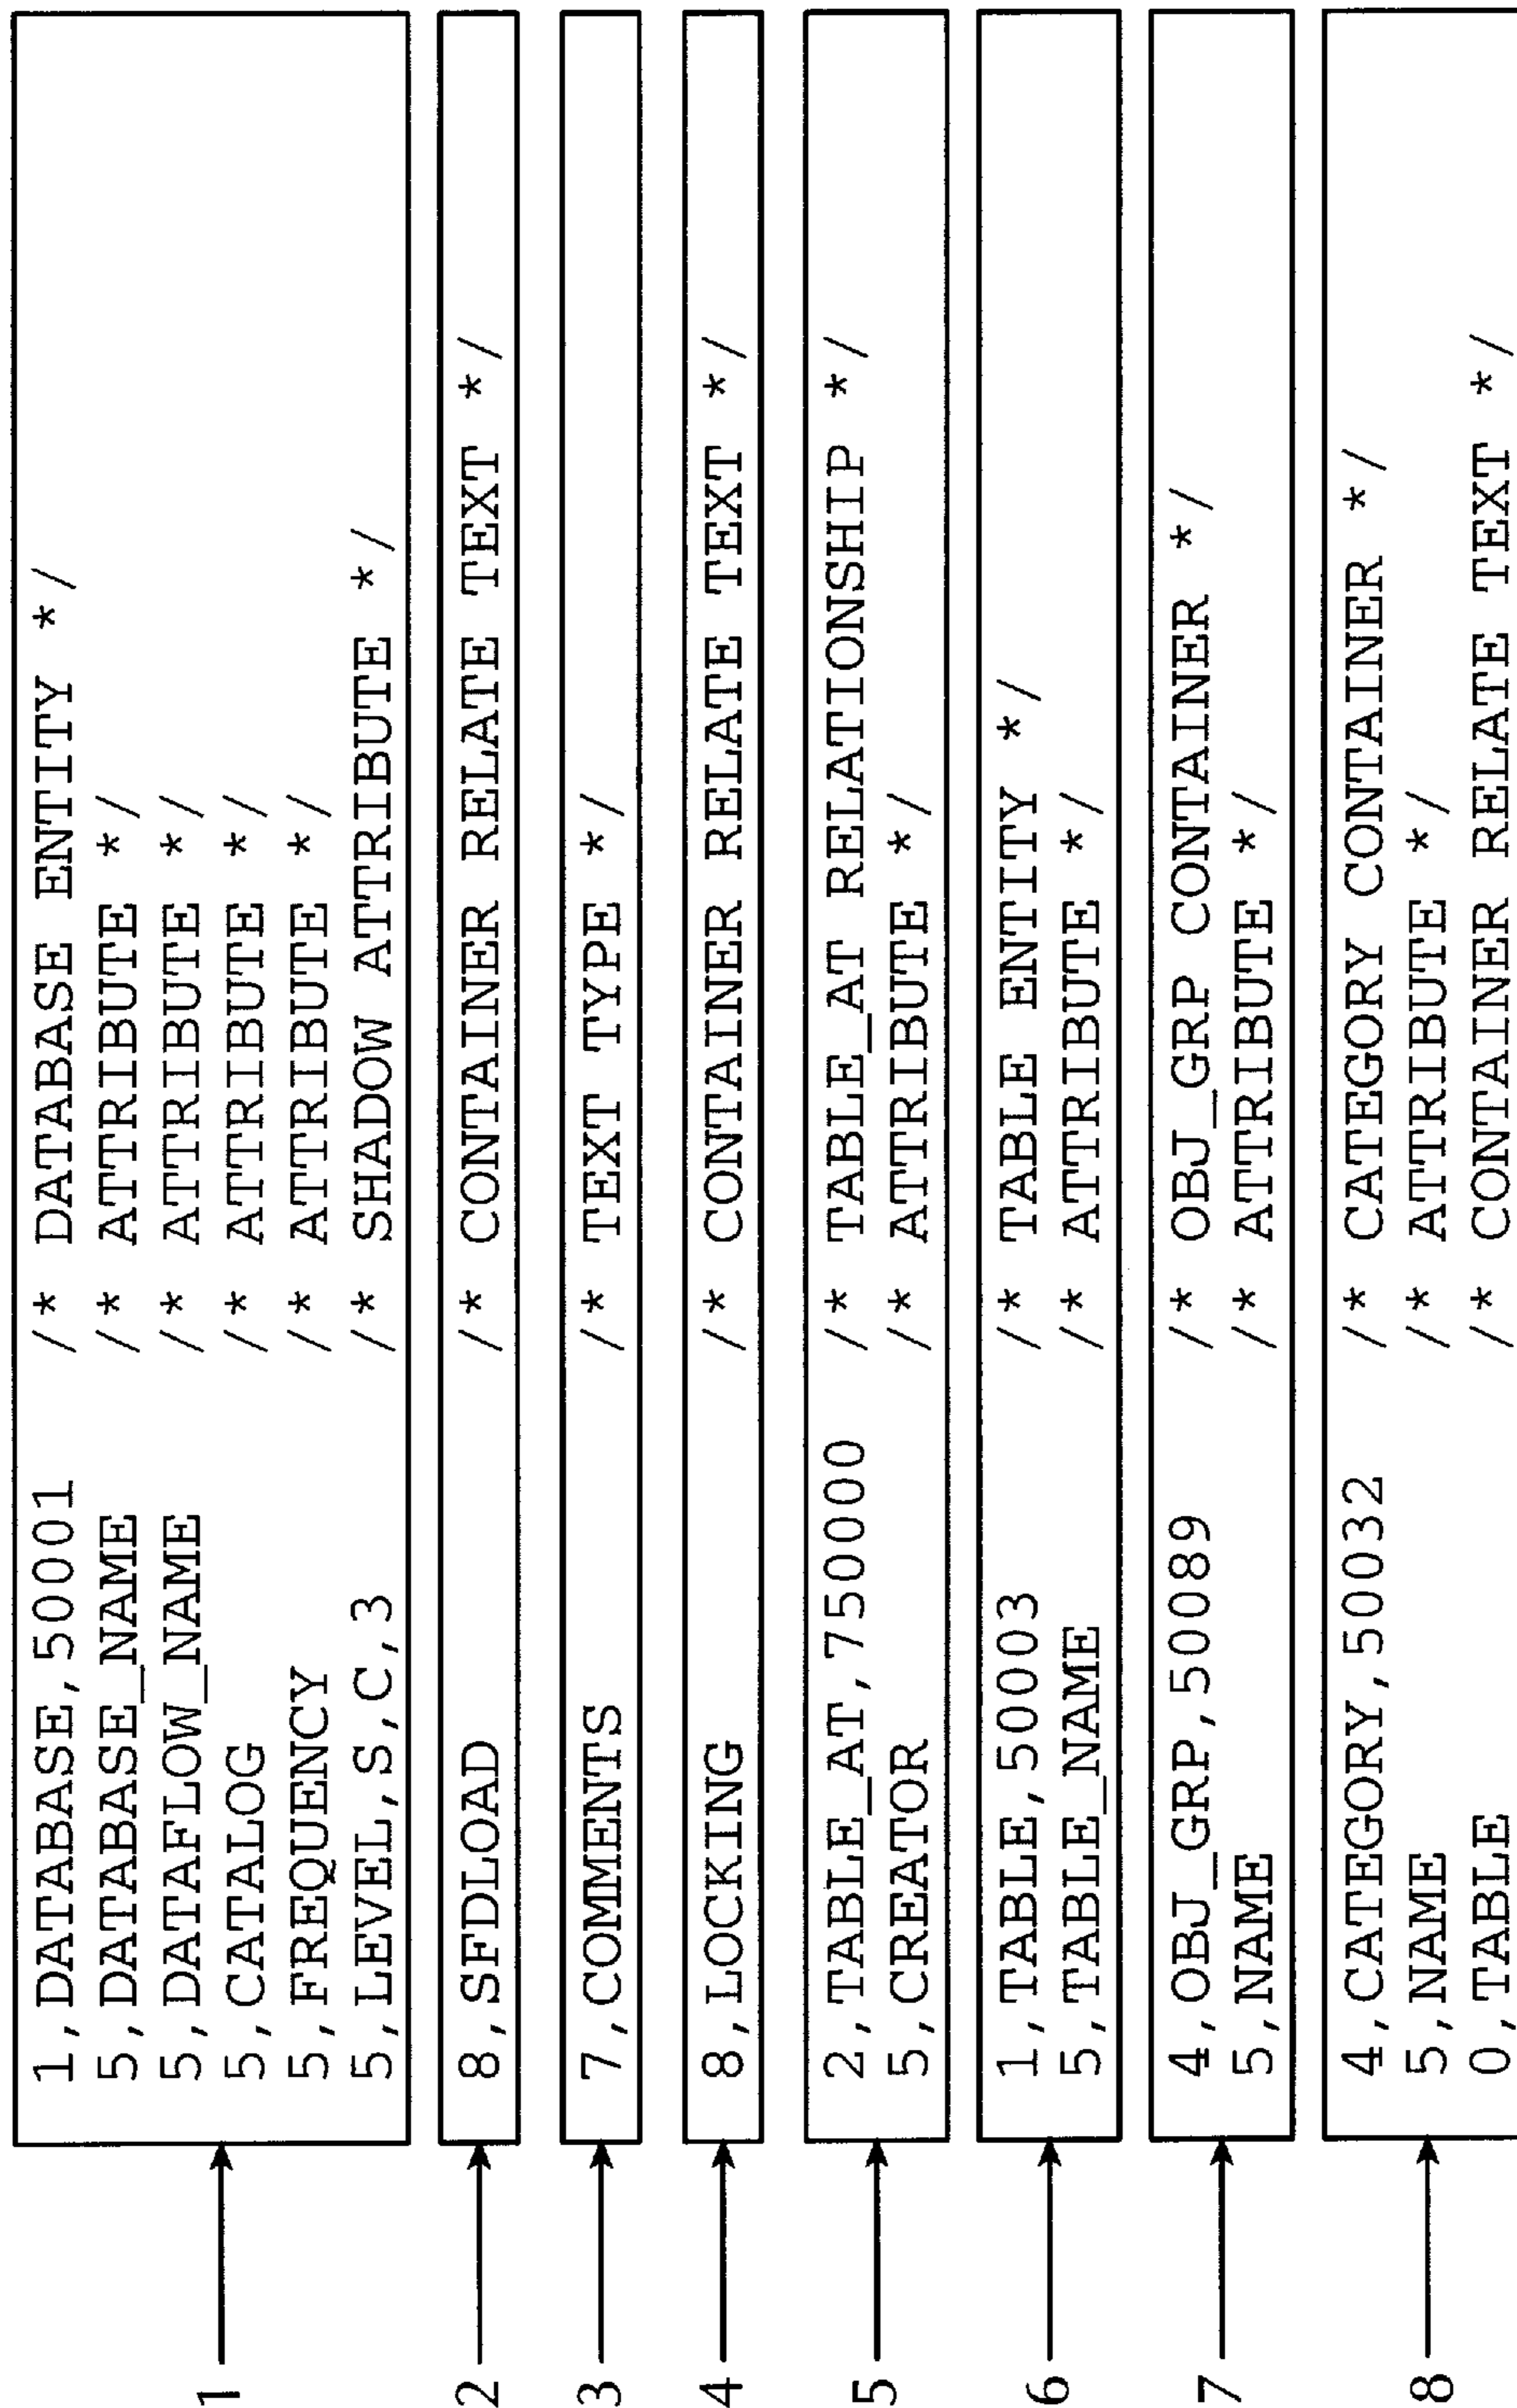 1
1,DATABASE,50001 /* DATABASE ENTITY */
5,DATABASE_NAME /* ATTRIBUTE */
5,DATAFLOW_NAME /* ATTRIBUTE */
5,CATALOG /* ATTRIBUTE */
5,FREQUENCY /* ATTRIBUTE */
5,LEVEL,S,C,3 /* SHADOW ATTRIBUTE */
2
8,SFDLOAD /* CONTAINER RELATE TEXT */
3
7,COMMENTS /* TEXT TYPE */
4
8,LOCKING /* CONTAINER RELATE TEXT */
5
2,TABLE_AT,750000 /* TABLE_AT RELATIONSHIP */
5,CREATOR /* ATTRIBUTE */
6
1,TABLE,50003 /* TABLE ENTITY */
5,TABLE_NAME /* ATTRIBUTE */
7
4,OBJ_GRP,50089 /* OBJ_GRP CONTAINER */
5,NAME /* ATTRIBUTE */
8
4,CATEGORY,50032 /* CATEGORY CONTAINER */
5,NAME /* ATTRIBUTE */
0,TABLE /* CONTAINER RELATE TEXT */